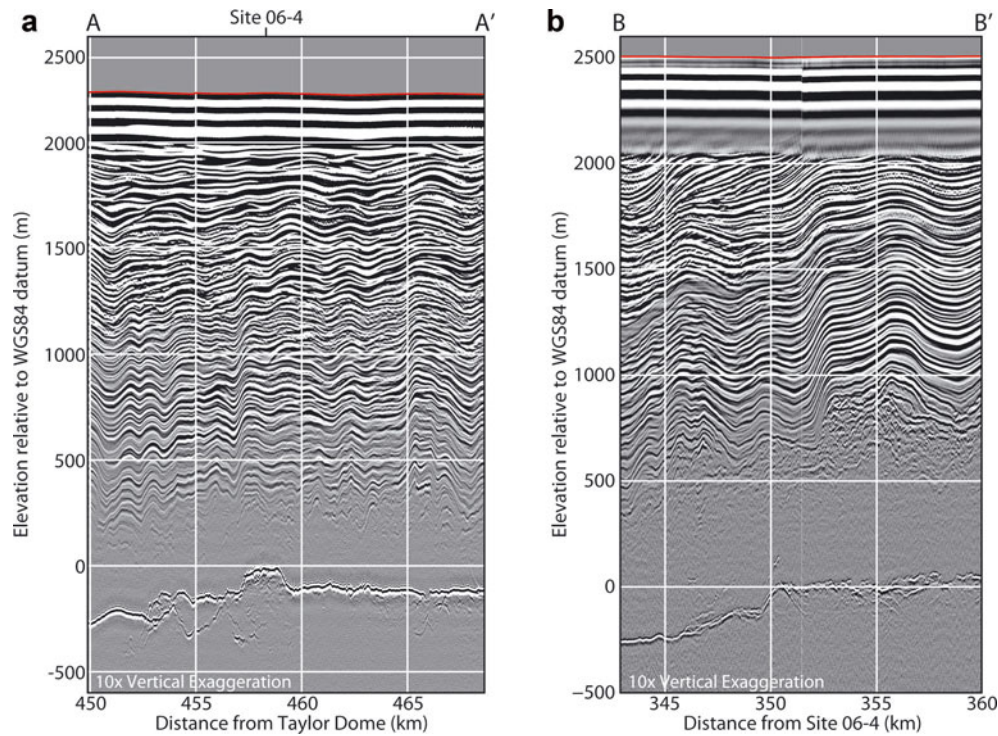 a
A
Site 06-4
A′
2500
2000
1500
1000
500
0
-500
Elevation relative to WGS84 datum (m)
10x Vertical Exaggeration
450
455
460
465
Distance from Taylor Dome (km)
b
B
B′
2500
2000
1500
1000
500
0
−500
Elevation relative to WGS84 datum (m)
10x Vertical Exaggeration
345
350
355
360
Distance from Site 06-4 (km)